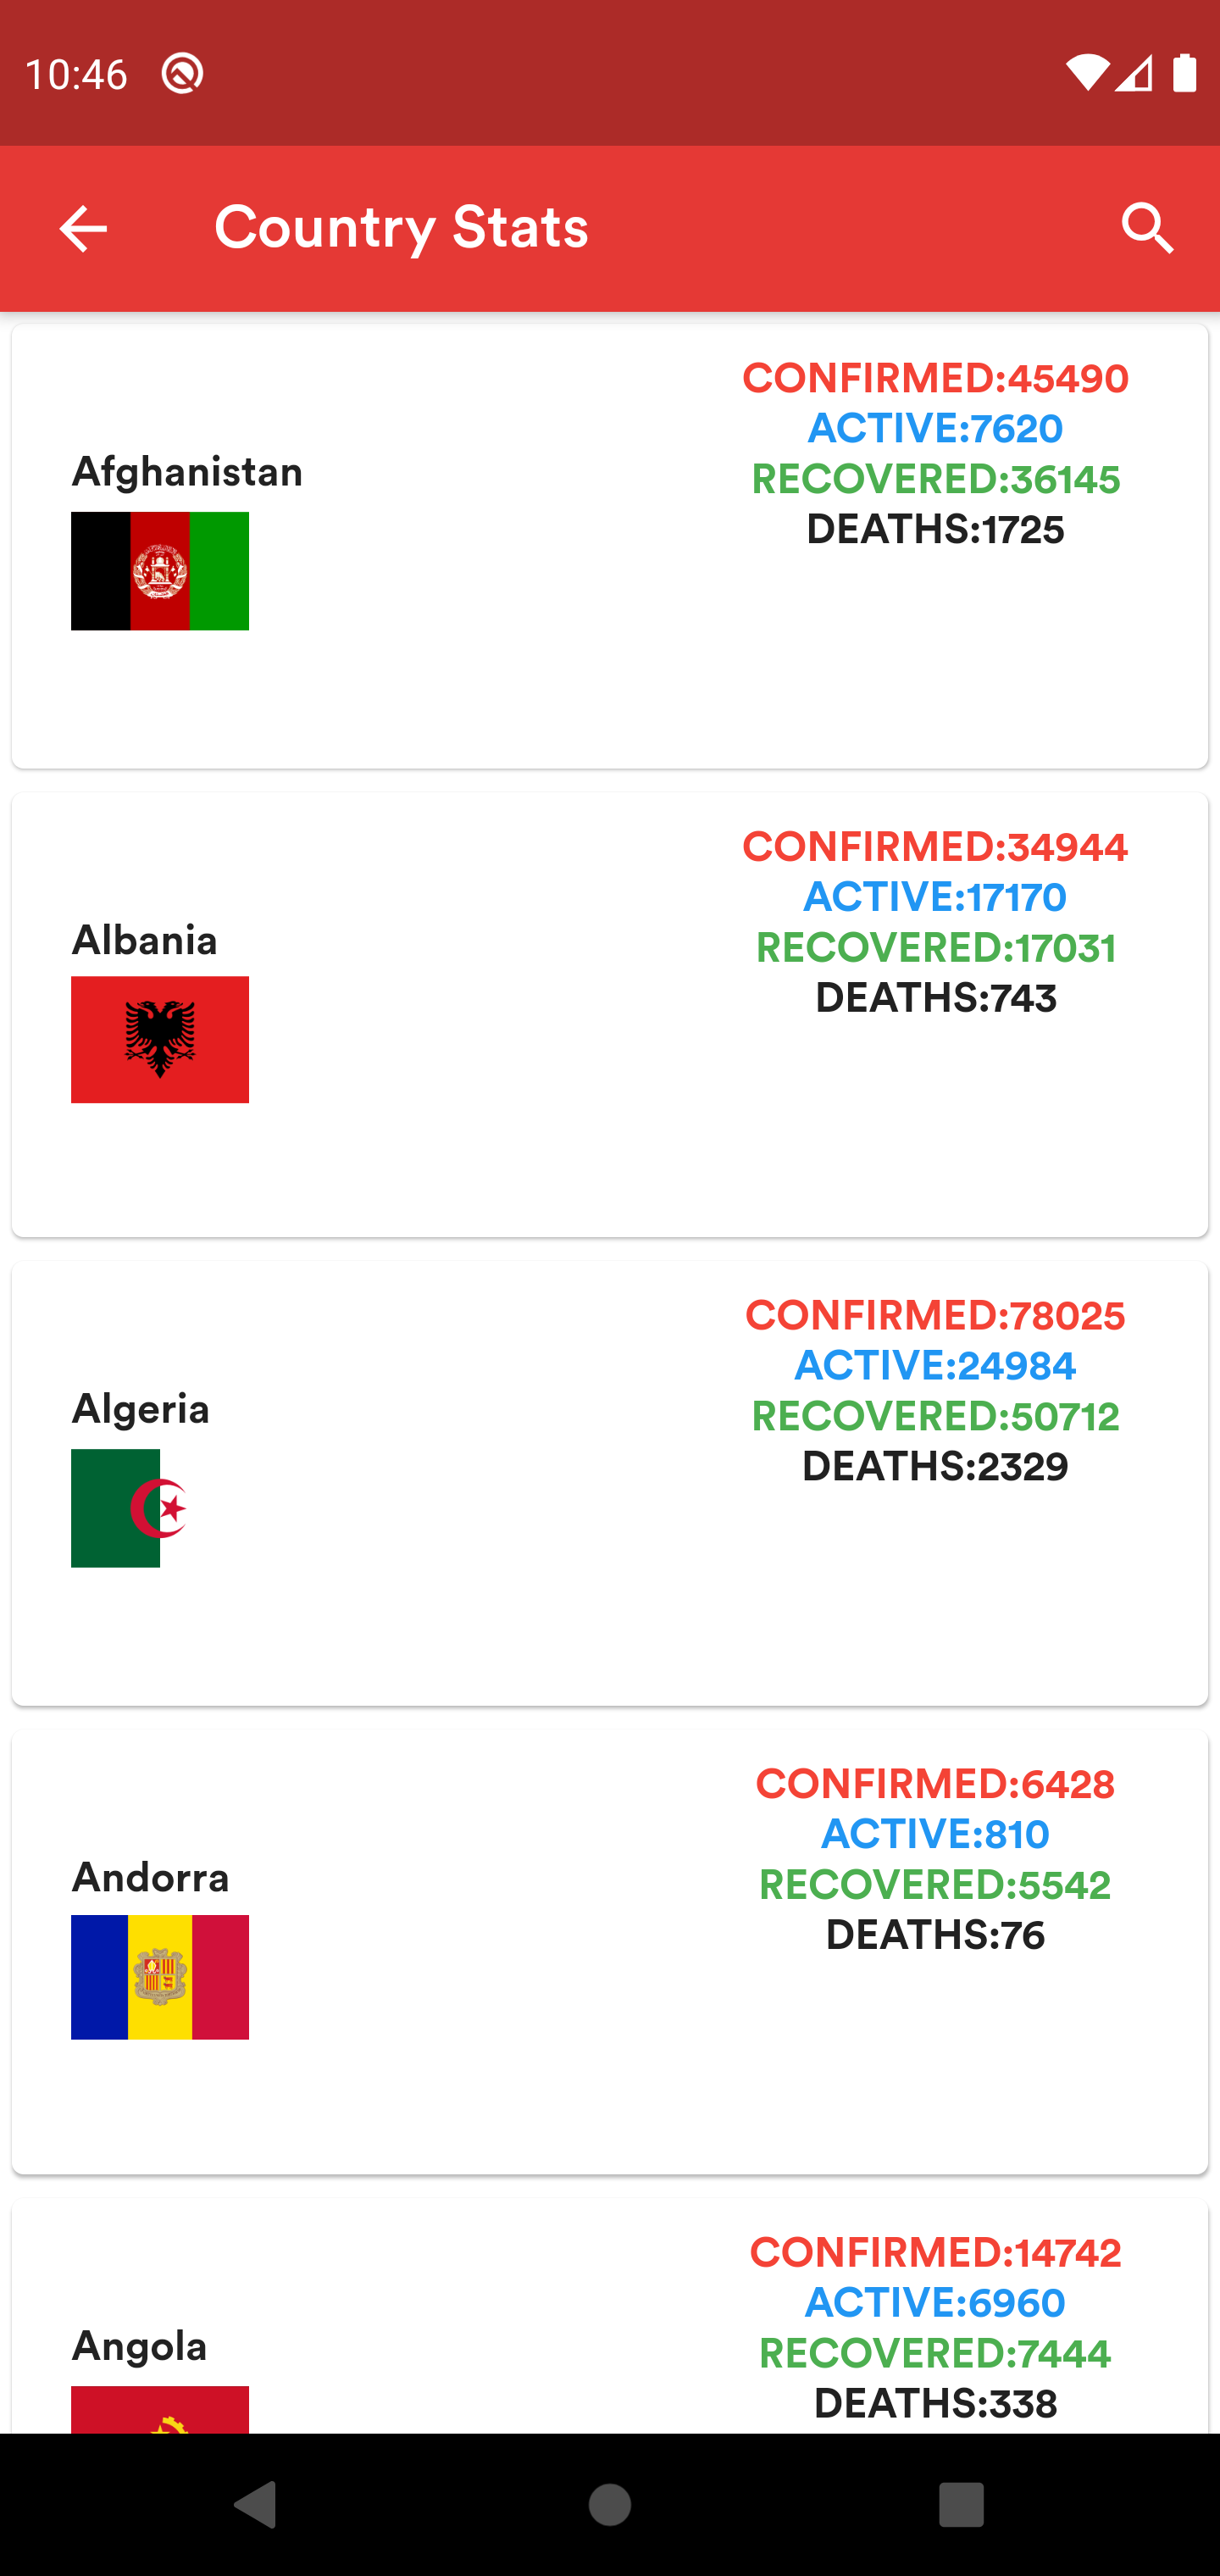 10:46
Country Stats
CONFIRMED:45490
ACTIVE:7620
RECOVERED:36145
DEATHS:1725
Afghanistan
CONFIRMED:34944
ACTIVE:17170
RECOVERED:17031
DEATHS:743
Albania
CONFIRMED:78025
ACTIVE:24984
RECOVERED:50712
DEATHS:2329
Algeria
CONFIRMED:6428
ACTIVE:810
RECOVERED:5542
DEATHS:76
Andorra
CONFIRMED:14742
ACTIVE:6960
RECOVERED:7444
DEATHS:338
Angola